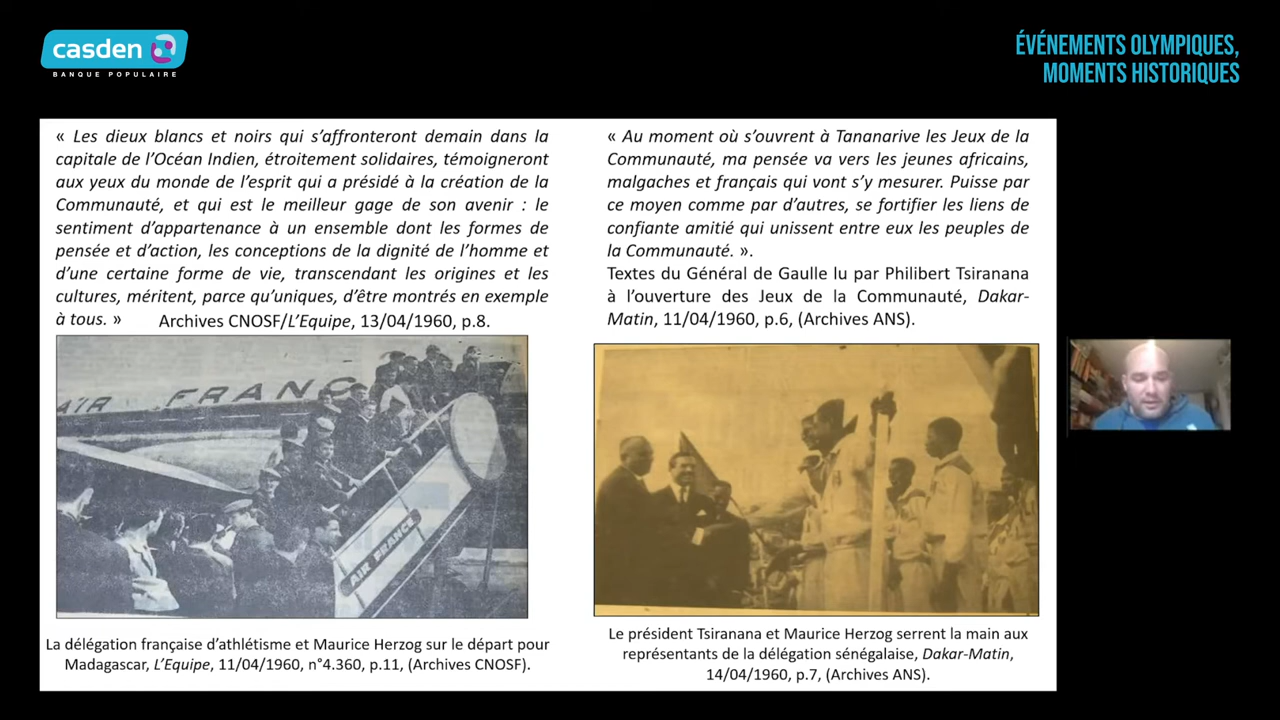 casden
BANQUE POPULAIRE
ÉVÉNEMENTS OLYMPIQUES,
MOMENTS HISTORIQUES
« Les dieux blancs et noirs qui s’affronteront demain dans la
capitale de l’Océan Indien, étroitement solidaires, témoigneront
aux yeux du monde de l’esprit qui a présidé à la création de la
Communauté, et qui est le meilleur gage de son avenir : le
sentiment d’appartenance à un ensemble dont les formes de
pensée et d’action, les conceptions de la dignité de l’homme et
d’une certaine forme de vie, transcendant les origines et les
cultures, méritent, parce qu’uniques, d’être montrés en exemple
à tous. » Archives CNOSF/L’Equipe, 13/04/1960, p.8.
AIR FRANC
AIR FRANCE
La délégation française d’athlétisme et Maurice Herzog sur le départ pour
Madagascar, L’Equipe, 11/04/1960, n°4.360, p.11, (Archives CNOSF).
« Au moment où s’ouvrent à Tananarive les Jeux de la
Communauté, ma pensée va vers les jeunes africains,
malgaches et français qui vont s’y mesurer. Puisse par
ce moyen comme par d’autres, se fortifier les liens de
confiante amitié qui unissent entre eux les peuples de
la Communauté. ».
Textes du Général de Gaulle lu par Philibert Tsiranana
à l’ouverture des Jeux de la Communauté, Dakar-
Matin, 11/04/1960, p.6, (Archives ANS).
Le président Tsiranana et Maurice Herzog serrent la main aux
représentants de la délégation sénégalaise, Dakar-Matin,
14/04/1960, p.7, (Archives ANS).